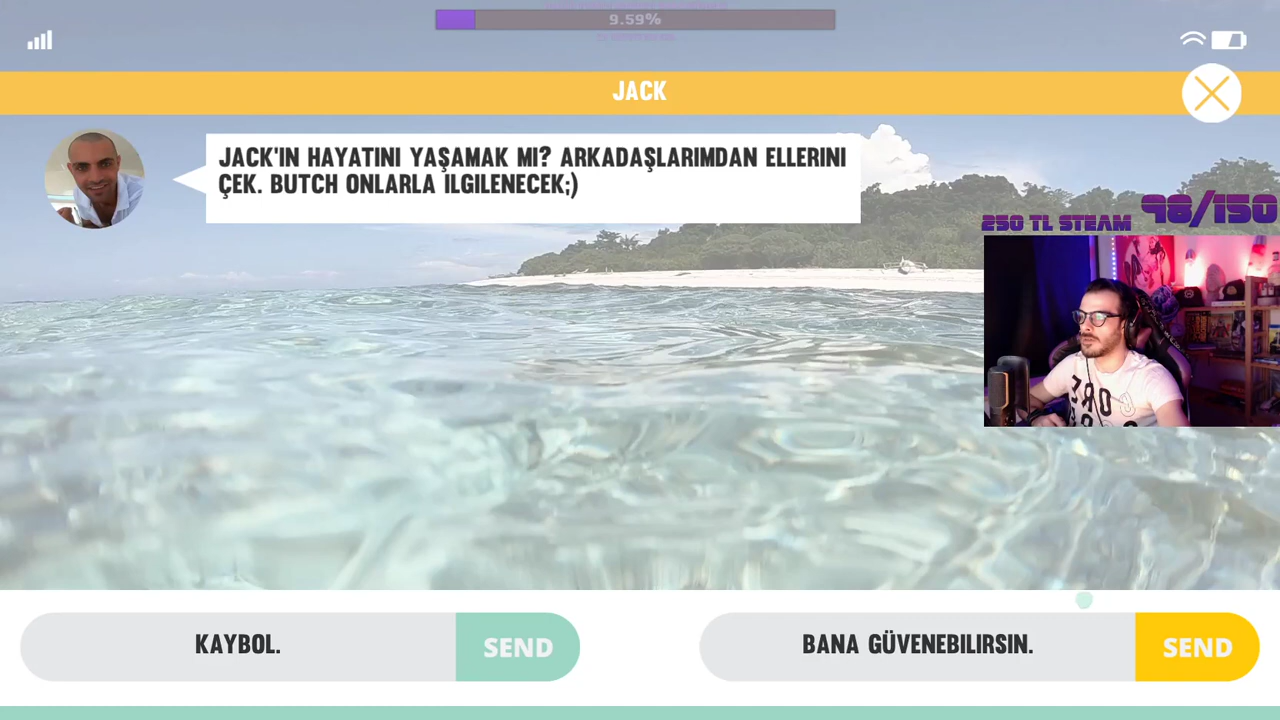 9.59%
JACK
JACK'IN HAYATINI YAŞAMAK MI? ARKADAŞLARIMDAN ELLERINI
ÇEK. BUTCH ONLARLA ILGILENECEK;)
250 TL STEAM 98/150
KAYBOL.
SEND
BANA GÜVENEBILIRSIN.
SEND